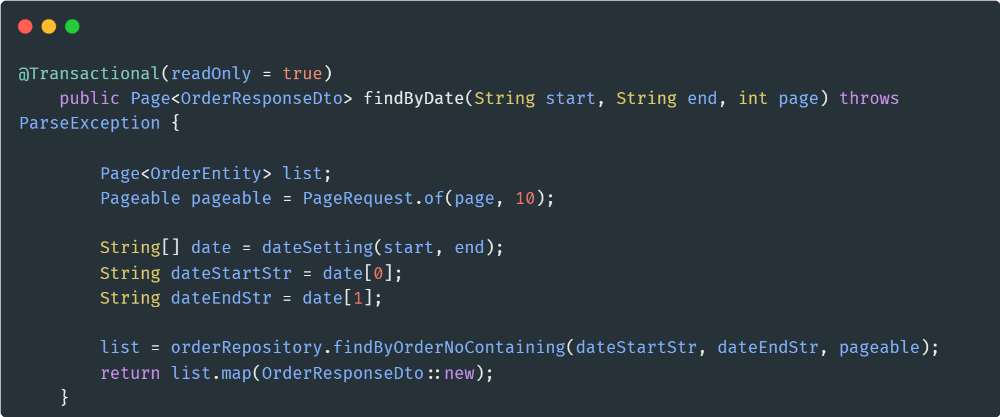 @Transactional(readOnly = true)
    public Page<OrderResponseDto> findByDate(String start, String end, int page) throws
ParseException {

        Page<OrderEntity> list;
        Pageable pageable = PageRequest.of(page, 10);

        String[] date = dateSetting(start, end);
        String dateStartStr = date[0];
        String dateEndStr = date[1];

        list = orderRepository.findByOrderNoContaining(dateStartStr, dateEndStr, pageable);
        return list.map(OrderResponseDto::new);
    }